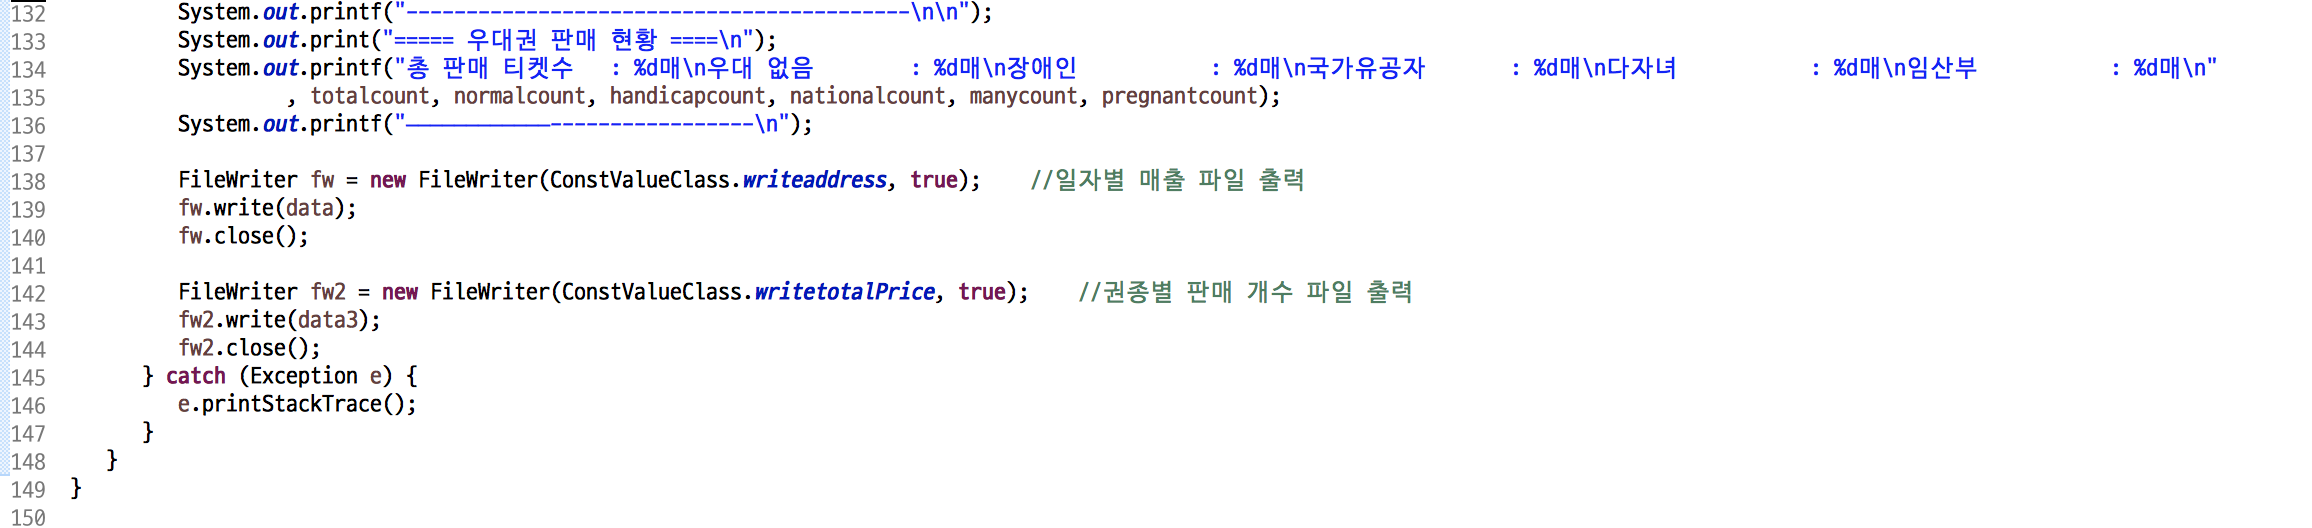 132 System.out.printf("------------------------------------------\n\n");
133 System.out.print("===== 우대권 판매 현황 ====\n");
134 System.out.printf("총 판매 티켓수   : %d매\n우대 없음        : %d매\n장애인           : %d매\n국가유공자       : %d매\n다자녀           : %d매\n임산부           : %d매\n"
135 , totalcount, normalcount, handicapcount, nationalcount, manycount, pregnantcount);
136 System.out.printf("————————————-----------------\n");
137
138 FileWriter fw = new FileWriter(ConstValueClass.writeaddress, true);    //일자별 매출 파일 출력
139 fw.write(data);
140 fw.close();
141
142 FileWriter fw2 = new FileWriter(ConstValueClass.writetotalPrice, true);    //권종별 판매 개수 파일 출력
143 fw2.write(data3);
144 fw2.close();
145 } catch (Exception e) {
146 e.printStackTrace();
147 }
148 }
149 }
150